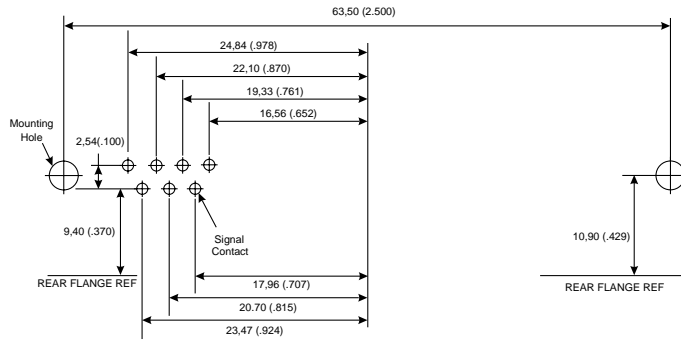 63,50 (2.500)
24,84 (.978)
22,10 (.870)
19,33 (.761)
16,56 (.652)
Mounting
Hole
2,54(.100)
9,40 (.370)
Signal
Contact
10,90 (.429)
REAR FLANGE REF
REAR FLANGE REF
17,96 (.707)
20.70 (.815)
23,47 (.924)